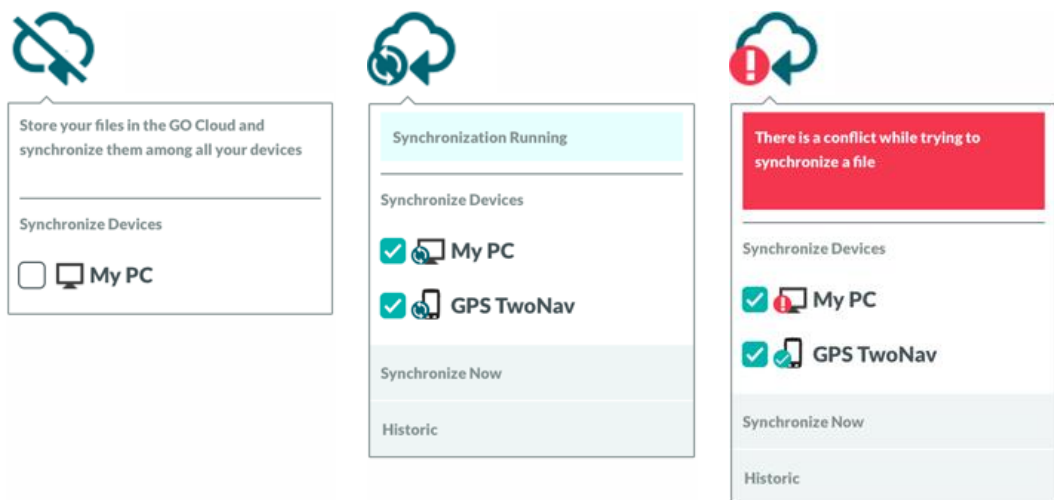 Store your files in the GO Cloud and
synchronize them among all your devices
Synchronize Devices
My PC
Synchronization Running
Synchronize Devices
My PC
GPS TwoNav
Synchronize Now
Historic
There is a conflict while trying to
synchronize a file
Synchronize Devices
My PC
GPS TwoNav
Synchronize Now
Historic